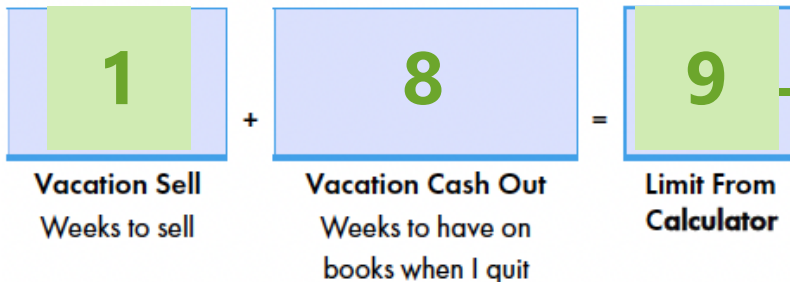 1 + 8 = 9
Vacation Sell
Weeks to sell
Vacation Cash Out
Weeks to have on
books when I quit
Limit From
Calculator